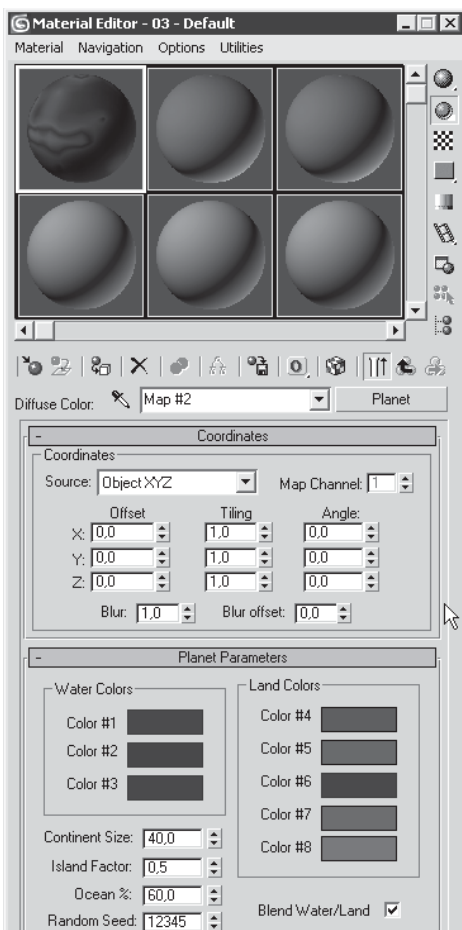 Material Editor - 03 - Default
Material Navigation Options Utilities
Diffuse Color: Map #2 Planet
- Coordinates
Coordinates
Source: Object XYZ Map Channel: 1
Offset Tiling Angle:
X: 0,0 1,0 0,0
Y: 0,0 1,0 0,0
Z: 0,0 1,0 0,0
Blur: 1,0 Blur offset: 0,0
- Planet Parameters
Water Colors
Color #1
Color #2
Color #3
Land Colors
Color #4
Color #5
Color #6
Color #7
Color #8
Continent Size: 40,0
Island Factor: 0,5
Ocean %: 60,0
Random Seed: 12345
Blend Water/Land